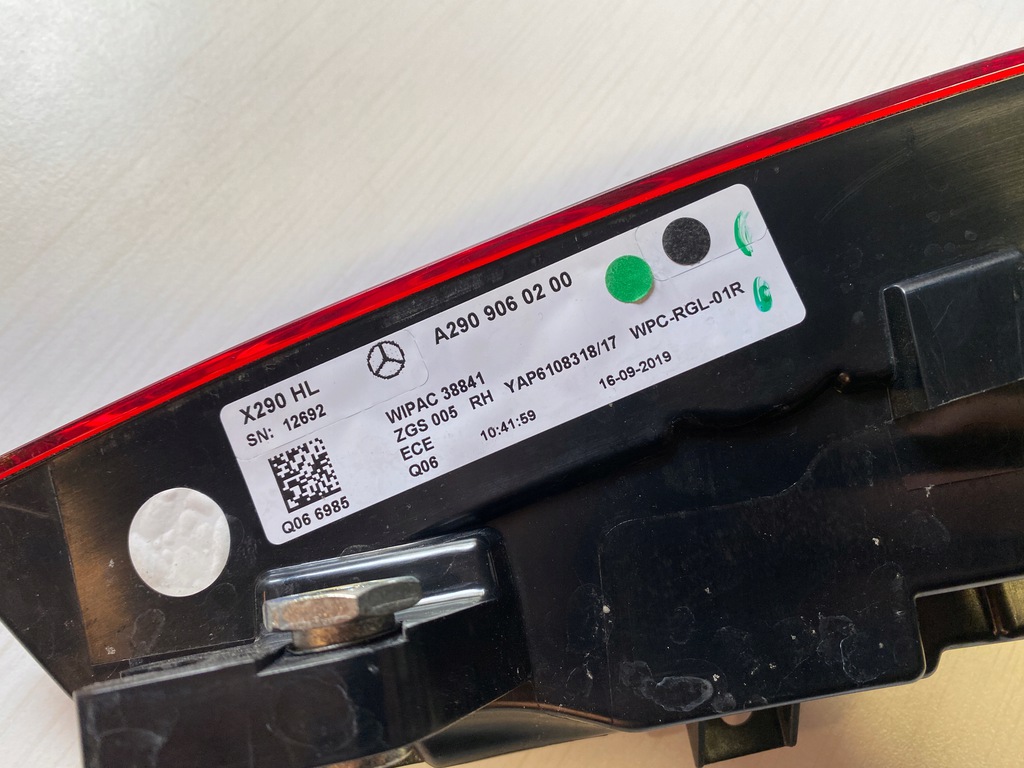 X290 HL
SN: 12692
Q06 6985
A290 906 02 00
WIPAC 38841
ZGS 005 RH YAP6108318/17 WPC-RGL-01R
ECE
Q06 10:41:59 16-09-2019